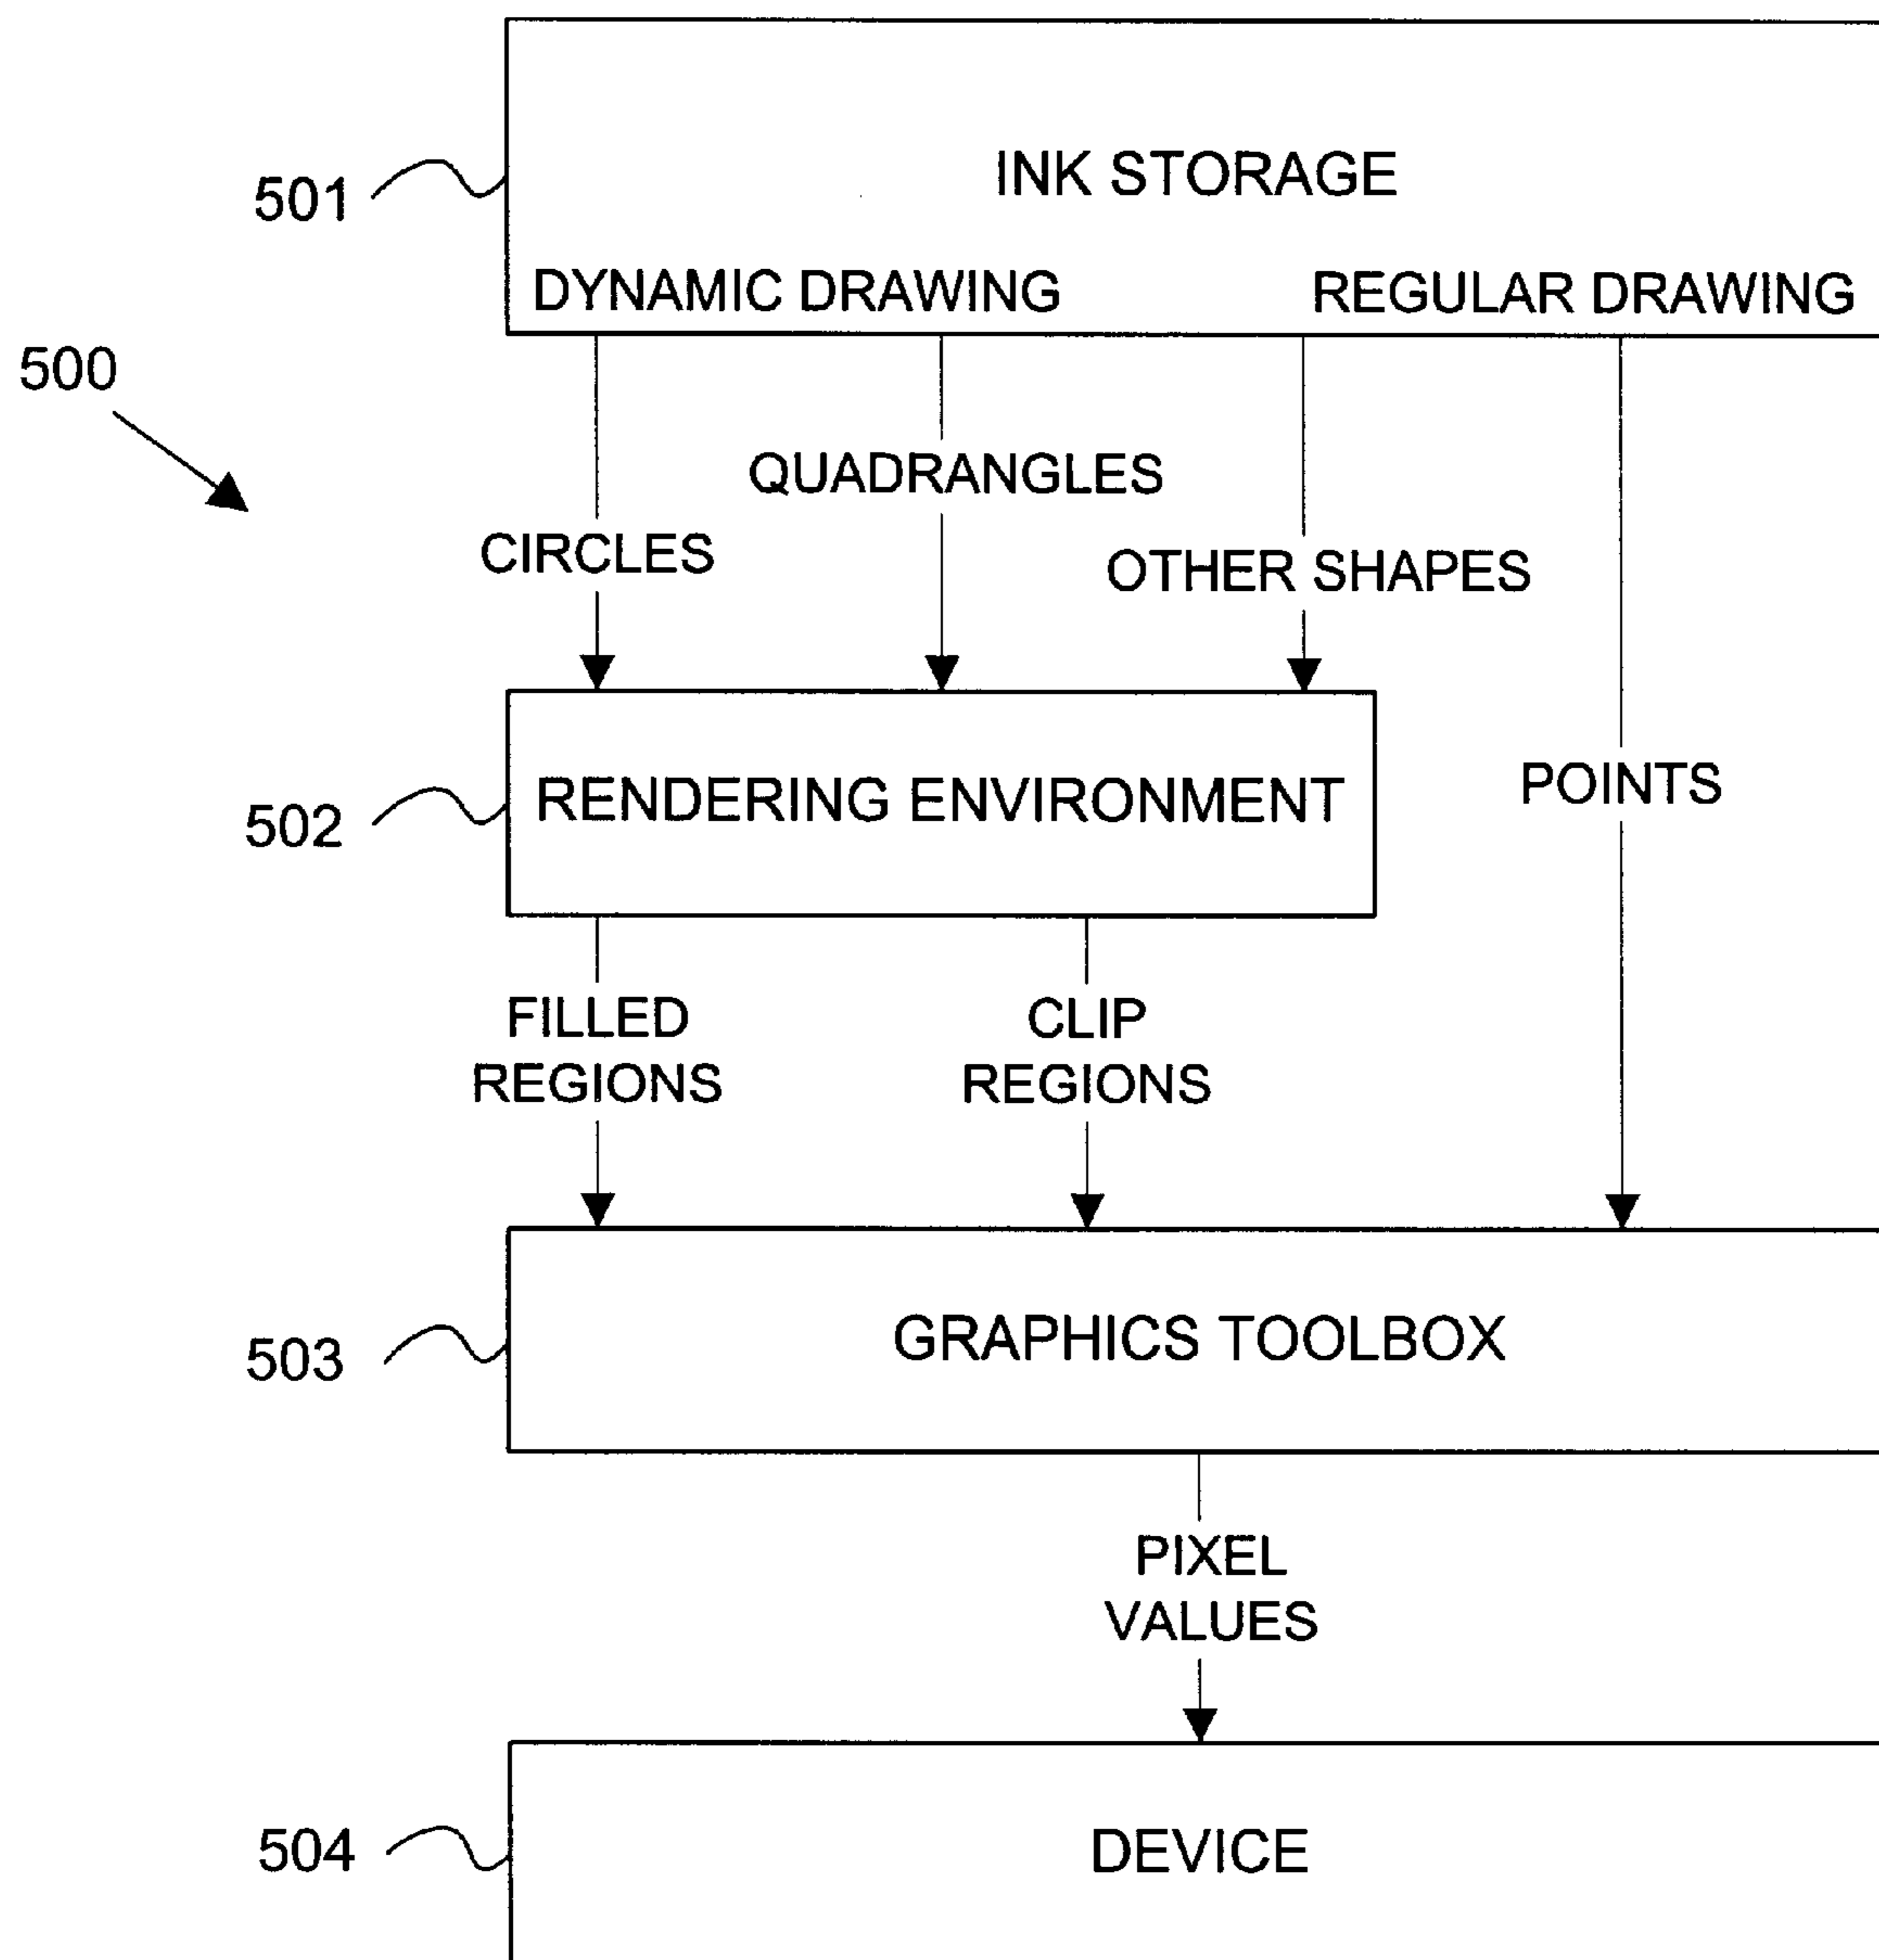 INK STORAGE
501
DYNAMIC DRAWING
REGULAR DRAWING
500
QUADRANGLES
CIRCLES
OTHER SHAPES
POINTS
RENDERING ENVIRONMENT
502
FILLED
REGIONS
CLIP
REGIONS
GRAPHICS TOOLBOX
503
PIXEL
VALUES
DEVICE
504